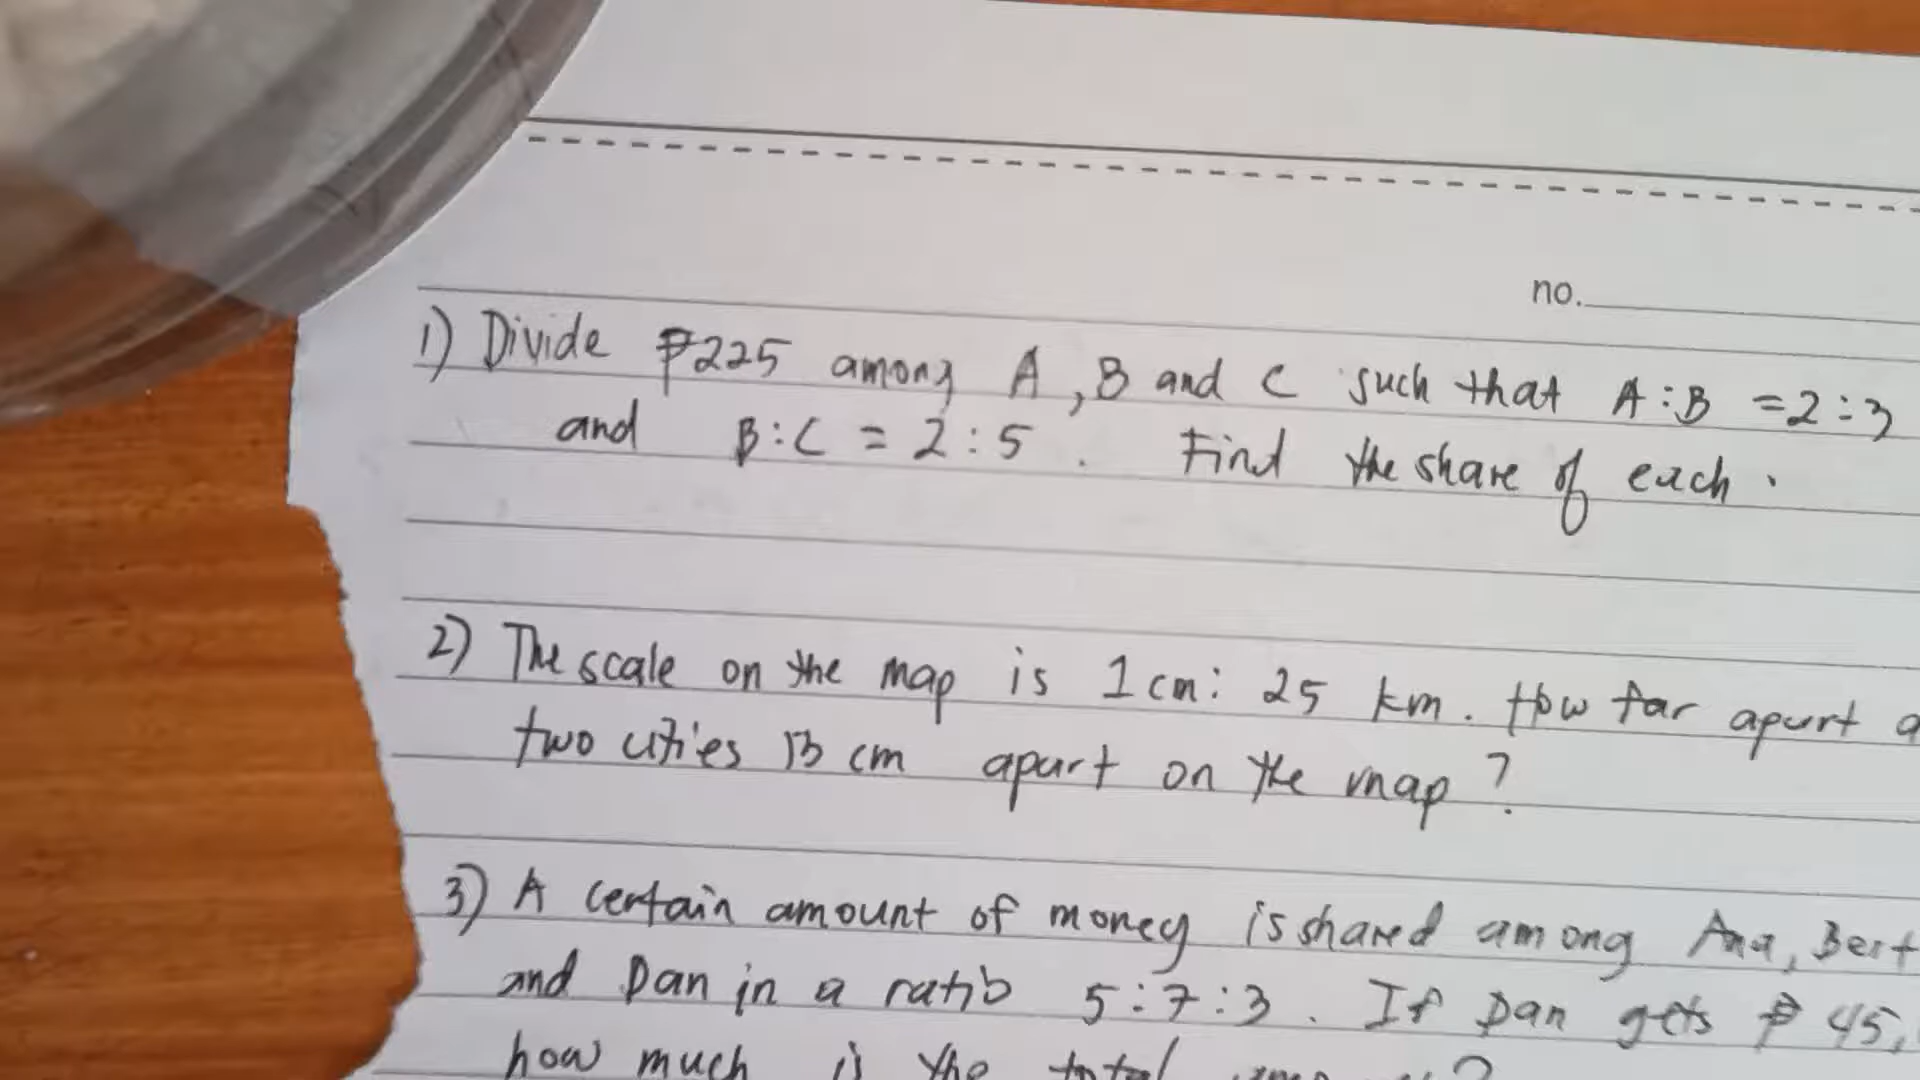 no.
1) Divide ₱225 among A, B and C such that A:B = 2:3
and B:C = 2:5. Find the share of each.
2) The scale on the map is 1 cm: 25 km. How far apart
two cities 13 cm apart on the map?
3) A certain amount of money is shared among Ana, Bert
and Dan in a ratio 5:7:3. If Dan gets ₱ 45,
how much is the total